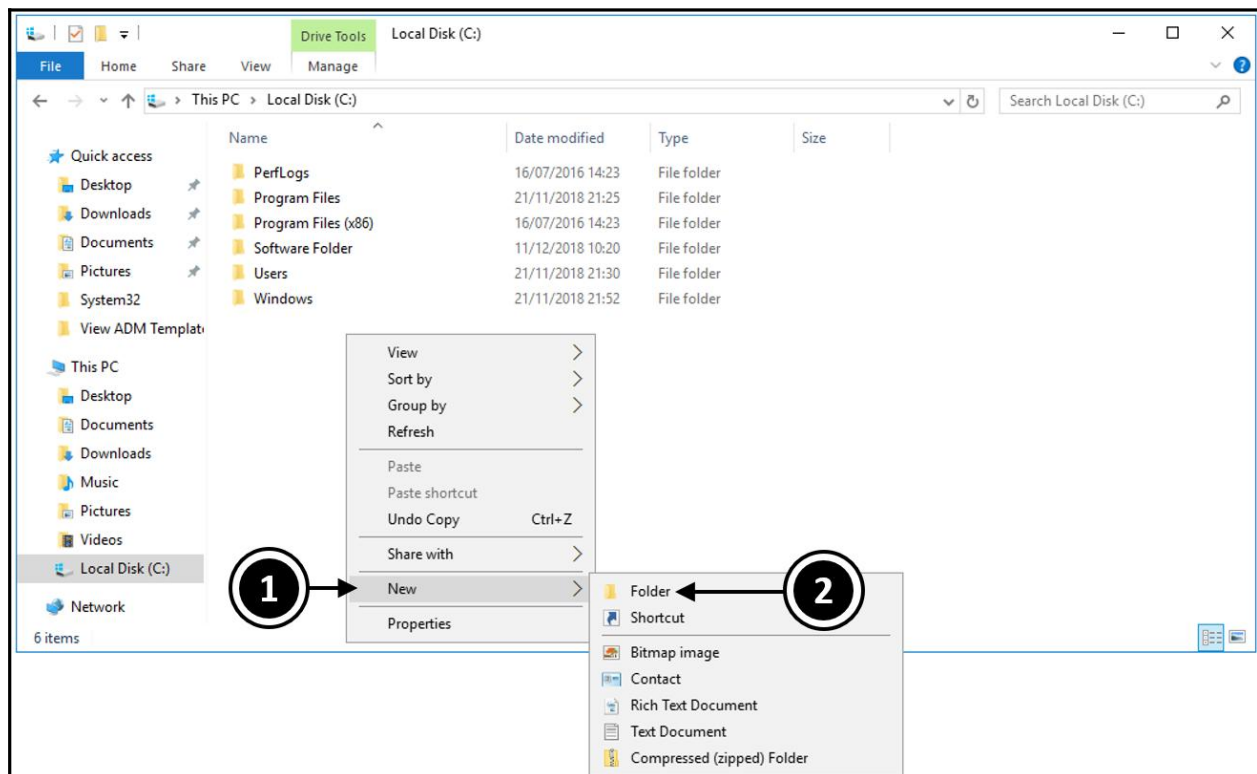 Drive Tools Local Disk (C:)
File Home Share View Manage
This PC > Local Disk (C:)
Search Local Disk (C:)
Name Date modified Type Size
Quick access
Desktop
Downloads
Documents
Pictures
System32
View ADM Templat
This PC
Desktop
Documents
Downloads
Music
Pictures
Videos
Local Disk (C:)
Network
PerfLogs 16/07/2016 14:23 File folder
Program Files 21/11/2018 21:25 File folder
Program Files (x86) 16/07/2016 14:23 File folder
Software Folder 11/12/2018 10:20 File folder
Users 21/11/2018 21:30 File folder
Windows 21/11/2018 21:52 File folder
View
Sort by
Group by
Refresh
Paste
Paste shortcut
Undo Copy Ctrl+Z
Share with
1 New
Properties
Folder 2
Shortcut
Bitmap image
Contact
Rich Text Document
Text Document
Compressed (zipped) Folder
6 items